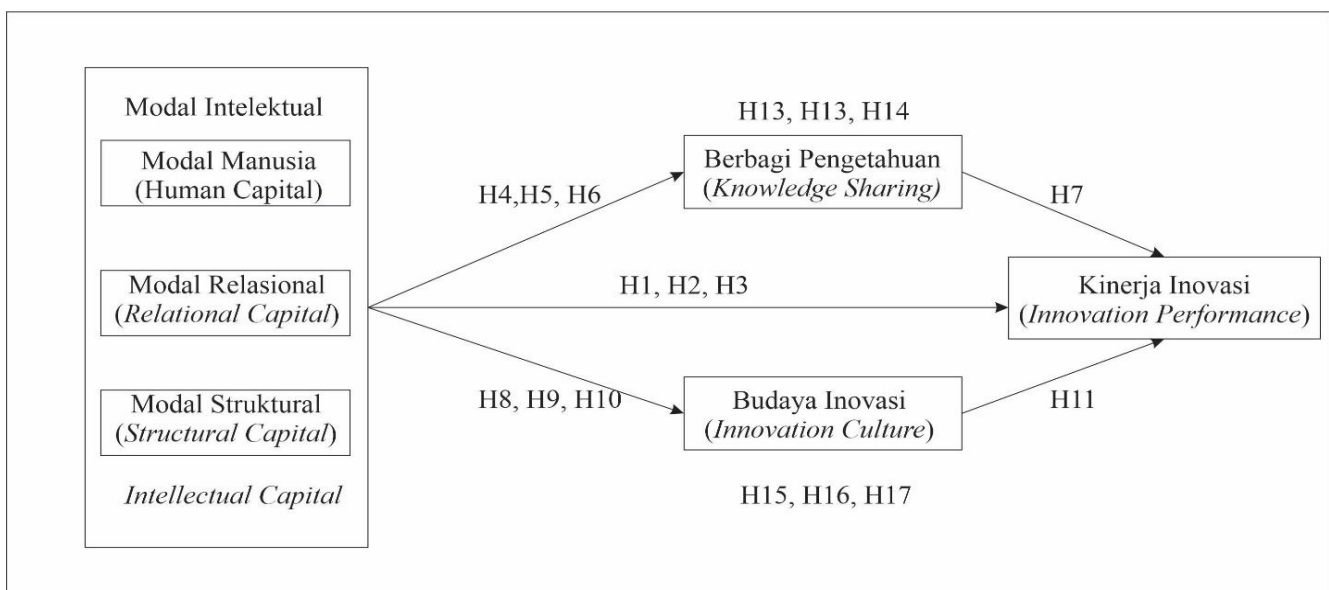 Modal Intelektual
Modal Manusia
(Human Capital)
Modal Relasional
(Relational Capital)
Modal Struktural
(Structural Capital)
Intellectual Capital
H4,H5, H6
H1, H2, H3
H8, H9, H10
H13, H13, H14
Berbagi Pengetahuan
(Knowledge Sharing)
Budaya Inovasi
(Innovation Culture)
H15, H16, H17
H7
Kinerja Inovasi
(Innovation Performance)
H11